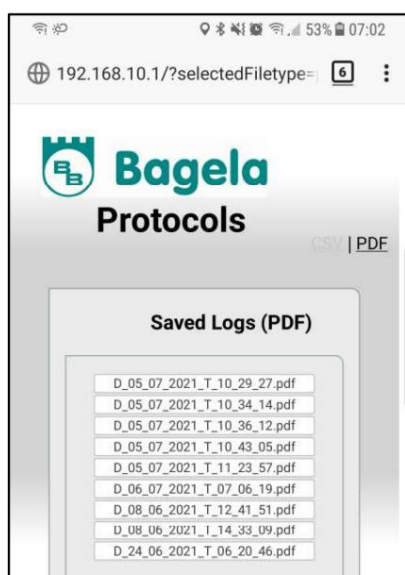 53% 07:02
192.168.10.1/?selectedFiletype= 6
BB
Bagela
Protocols
CSV | PDF
Saved Logs (PDF)
D_05_07_2021_T_10_29_27.pdf
D_05_07_2021_T_10_34_14.pdf
D_05_07_2021_T_10_36_12.pdf
D_05_07_2021_T_10_43_05.pdf
D_05_07_2021_T_11_23_57.pdf
D_06_07_2021_T_07_06_19.pdf
D_08_06_2021_T_12_41_51.pdf
D_08_06_2021_T_14_33_09.pdf
D_24_06_2021_T_06_20_46.pdf